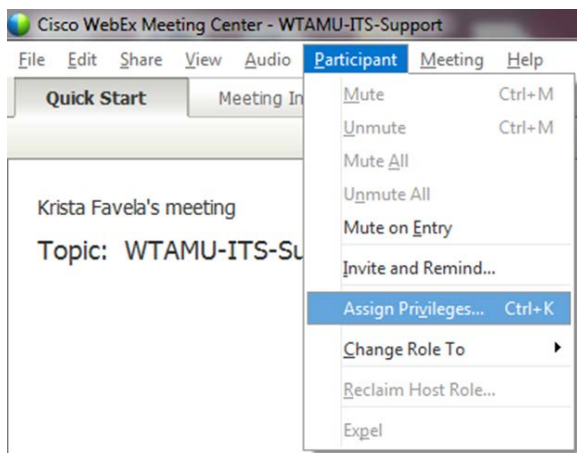 Cisco WebEx Meeting Center - WTAMU-ITS-Support
File Edit Share View Audio Participant Meeting Help
Quick Start Meeting In
Mute Ctrl+M
Unmute Ctrl+M
Mute All
Unmute All
Krista Favela's meeting
Mute on Entry
Topic: WTAMU-ITS-Su
Invite and Remind...
Assign Privileges... Ctrl+K
Change Role To
Reclaim Host Role...
Expel